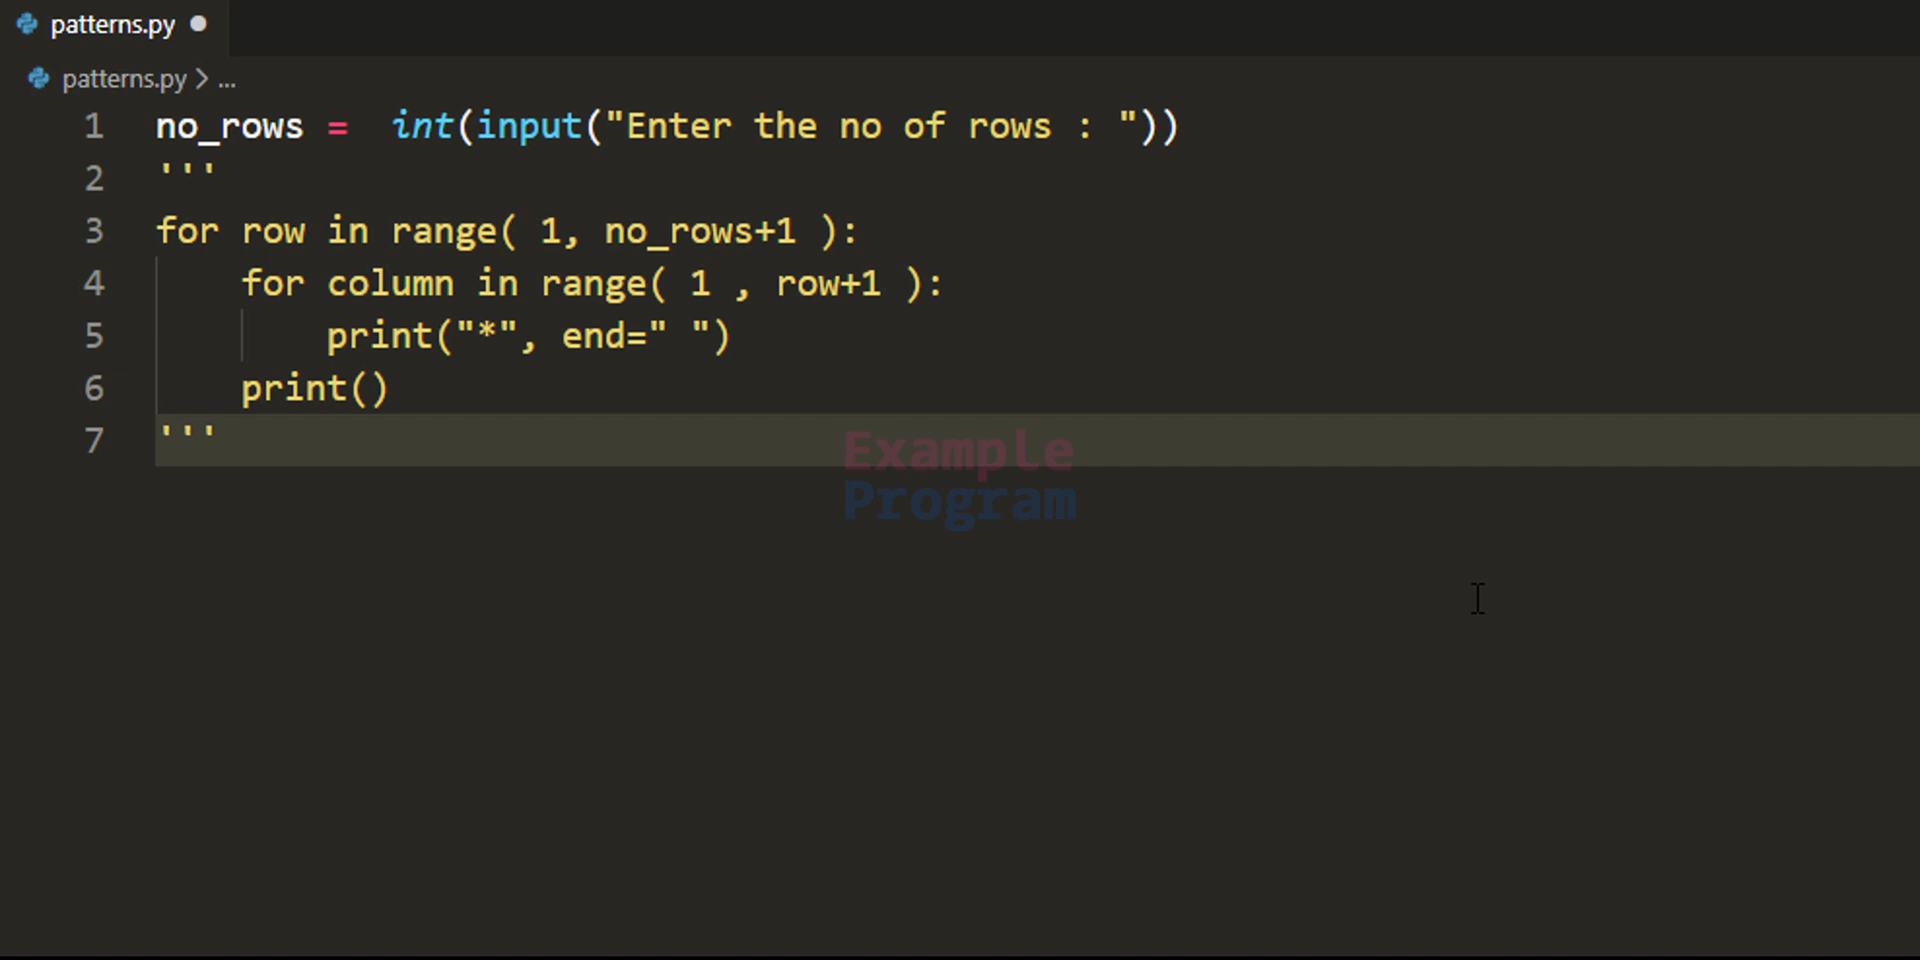 patterns.py
patterns.py > ...
1 no_rows =  int(input("Enter the no of rows : "))
2 '''
3 for row in range( 1, no_rows+1 ):
4     for column in range( 1 , row+1 ):
5         print("*", end=" ")
6     print()
7 '''
Example
Program